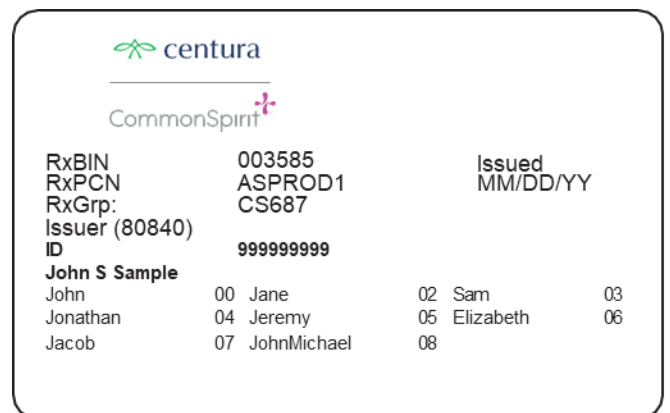 centura
CommonSpirit
RxBIN 003585 Issued
RxPCN ASPROD1 MM/DD/YY
RxGrp: CS687
Issuer (80840)
ID 999999999
John S Sample
John 00 Jane 02 Sam 03
Jonathan 04 Jeremy 05 Elizabeth 06
Jacob 07 JohnMichael 08